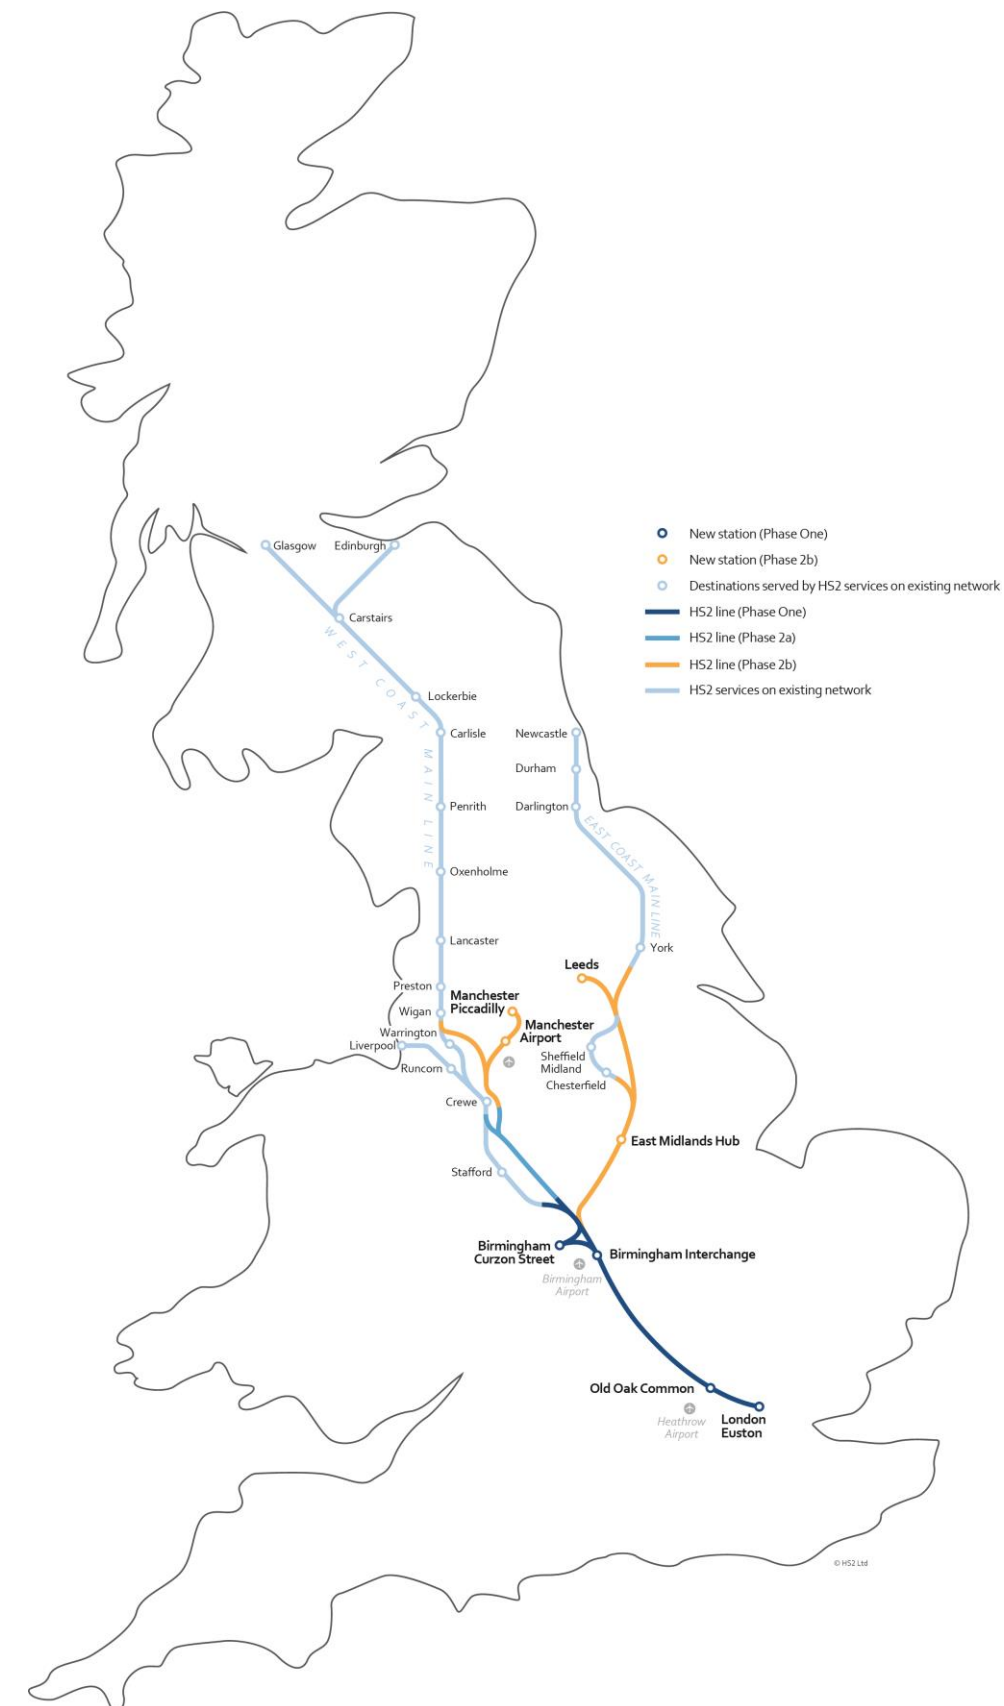 Glasgow
Edinburgh
Carstairs
WEST COAST MAIN LINE
Lockerbie
Carlisle
Penrith
Oxenholme
Lancaster
Preston
Wigan
Warrington
Liverpool
Runcorn
Crewe
Stafford
Newcastle
Durham
Darlington
EAST COAST MAIN LINE
York
Leeds
Manchester
Piccadilly
Manchester
Airport
Sheffield
Midland
Chesterfield
East Midlands Hub
Birmingham
Curzon Street
Birmingham Interchange
Birmingham
Airport
Old Oak Common
Heathrow
Airport
London
Euston
New station (Phase One)
New station (Phase 2b)
Destinations served by HS2 services on existing network
HS2 line (Phase One)
HS2 line (Phase 2a)
HS2 line (Phase 2b)
HS2 services on existing network
© HS2 Ltd